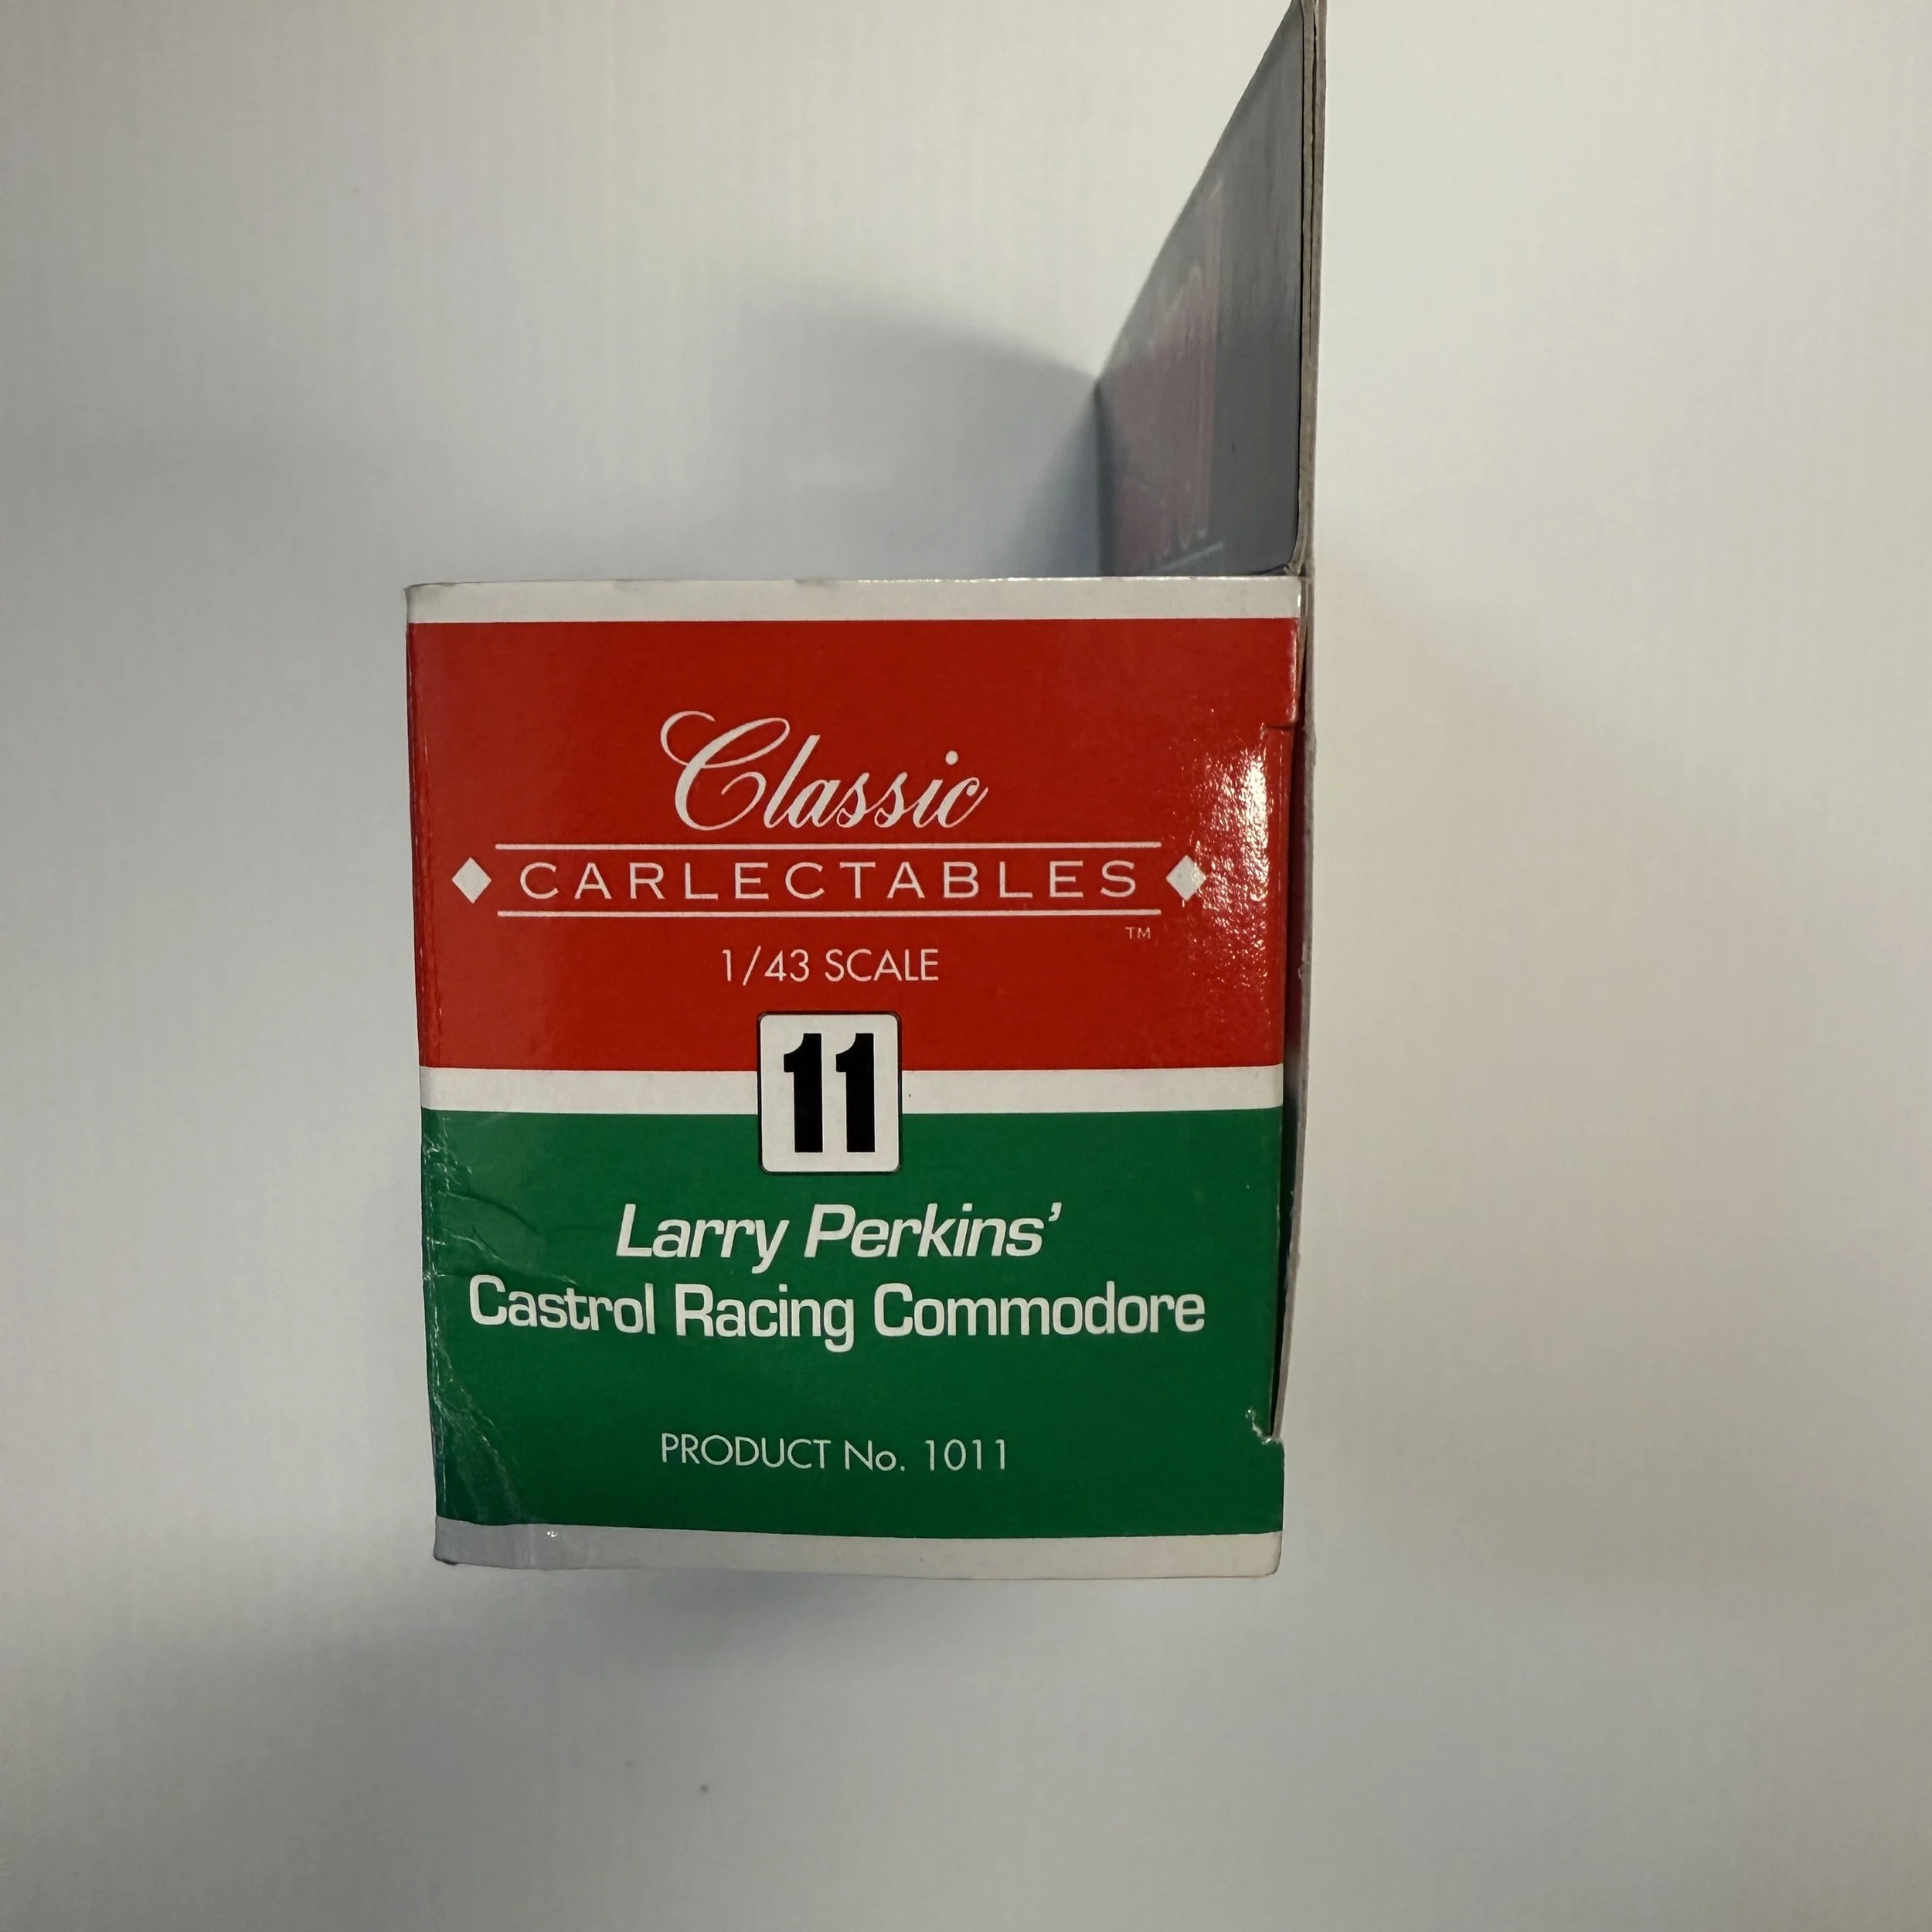 Classic
CARLECTABLES
TM
1/43 SCALE
11
Larry Perkins’
Castrol Racing Commodore
PRODUCT No. 1011